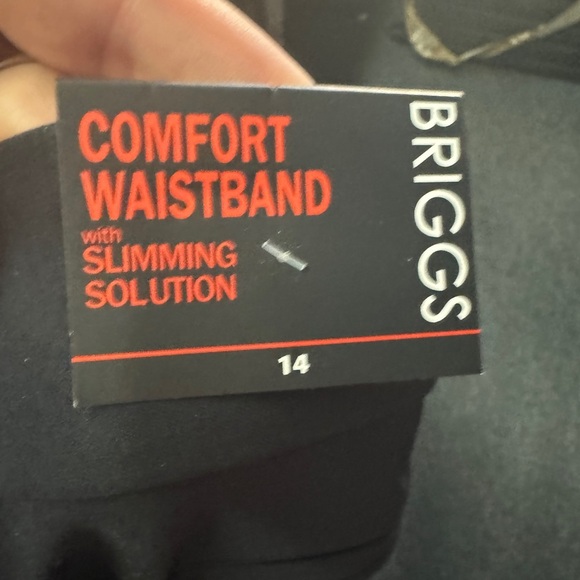 COMFORT
WAISTBAND
with
SLIMMING
SOLUTION
BRIGGS
14